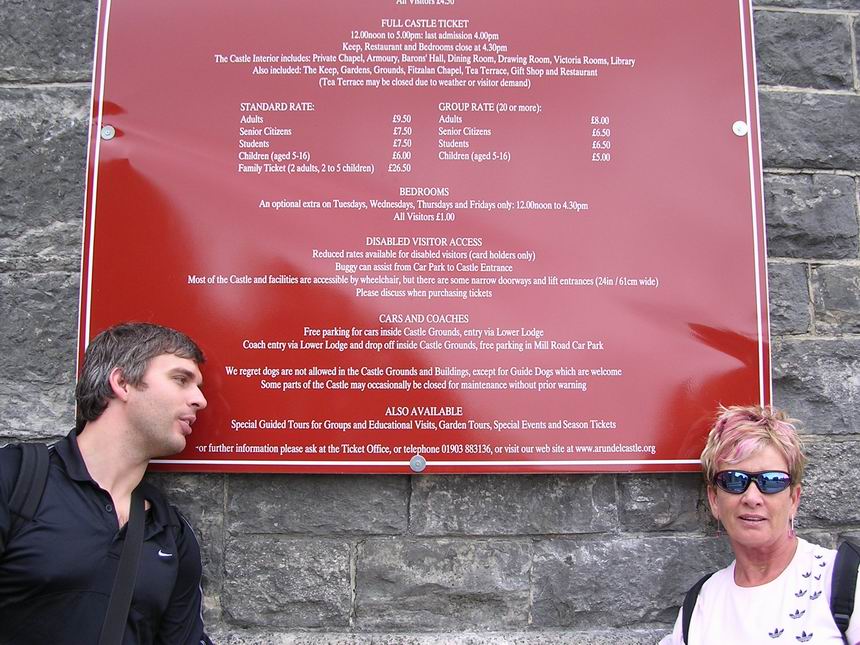 All Visitors £4.50
FULL CASTLE TICKET
12.00noon to 5.00pm: last admission 4.00pm
Keep, Restaurant and Bedrooms close at 4.30pm
The Castle Interior includes: Private Chapel, Armoury, Barons' Hall, Dining Room, Drawing Room, Victoria Rooms, Library
Also included: The Keep, Gardens, Grounds, Fitzalan Chapel, Tea Terrace, Gift Shop and Restaurant
(Tea Terrace may be closed due to weather or visitor demand)
STANDARD RATE:
Adults £9.50
Senior Citizens £7.50
Students £7.50
Children (aged 5-16) £6.00
Family Ticket (2 adults, 2 to 5 children) £26.50
GROUP RATE (20 or more):
Adults £8.00
Senior Citizens £6.50
Students £6.50
Children (aged 5-16) £5.00
BEDROOMS
An optional extra on Tuesdays, Wednesdays, Thursdays and Fridays only: 12.00noon to 4.30pm
All Visitors £1.00
DISABLED VISITOR ACCESS
Reduced rates available for disabled visitors (card holders only)
Buggy can assist from Car Park to Castle Entrance
Most of the Castle and facilities are accessible by wheelchair, but there are some narrow doorways and lift entrances (24in / 61cm wide)
Please discuss when purchasing tickets
CARS AND COACHES
Free parking for cars inside Castle Grounds, entry via Lower Lodge
Coach entry via Lower Lodge and drop off inside Castle Grounds, free parking in Mill Road Car Park
We regret dogs are not allowed in the Castle Grounds and Buildings, except for Guide Dogs which are welcome
Some parts of the Castle may occasionally be closed for maintenance without prior warning
ALSO AVAILABLE
Special Guided Tours for Groups and Educational Visits, Garden Tours, Special Events and Season Tickets
or further information please ask at the Ticket Office, or telephone 01903 883136, or visit our web site at www.arundelcastle.org